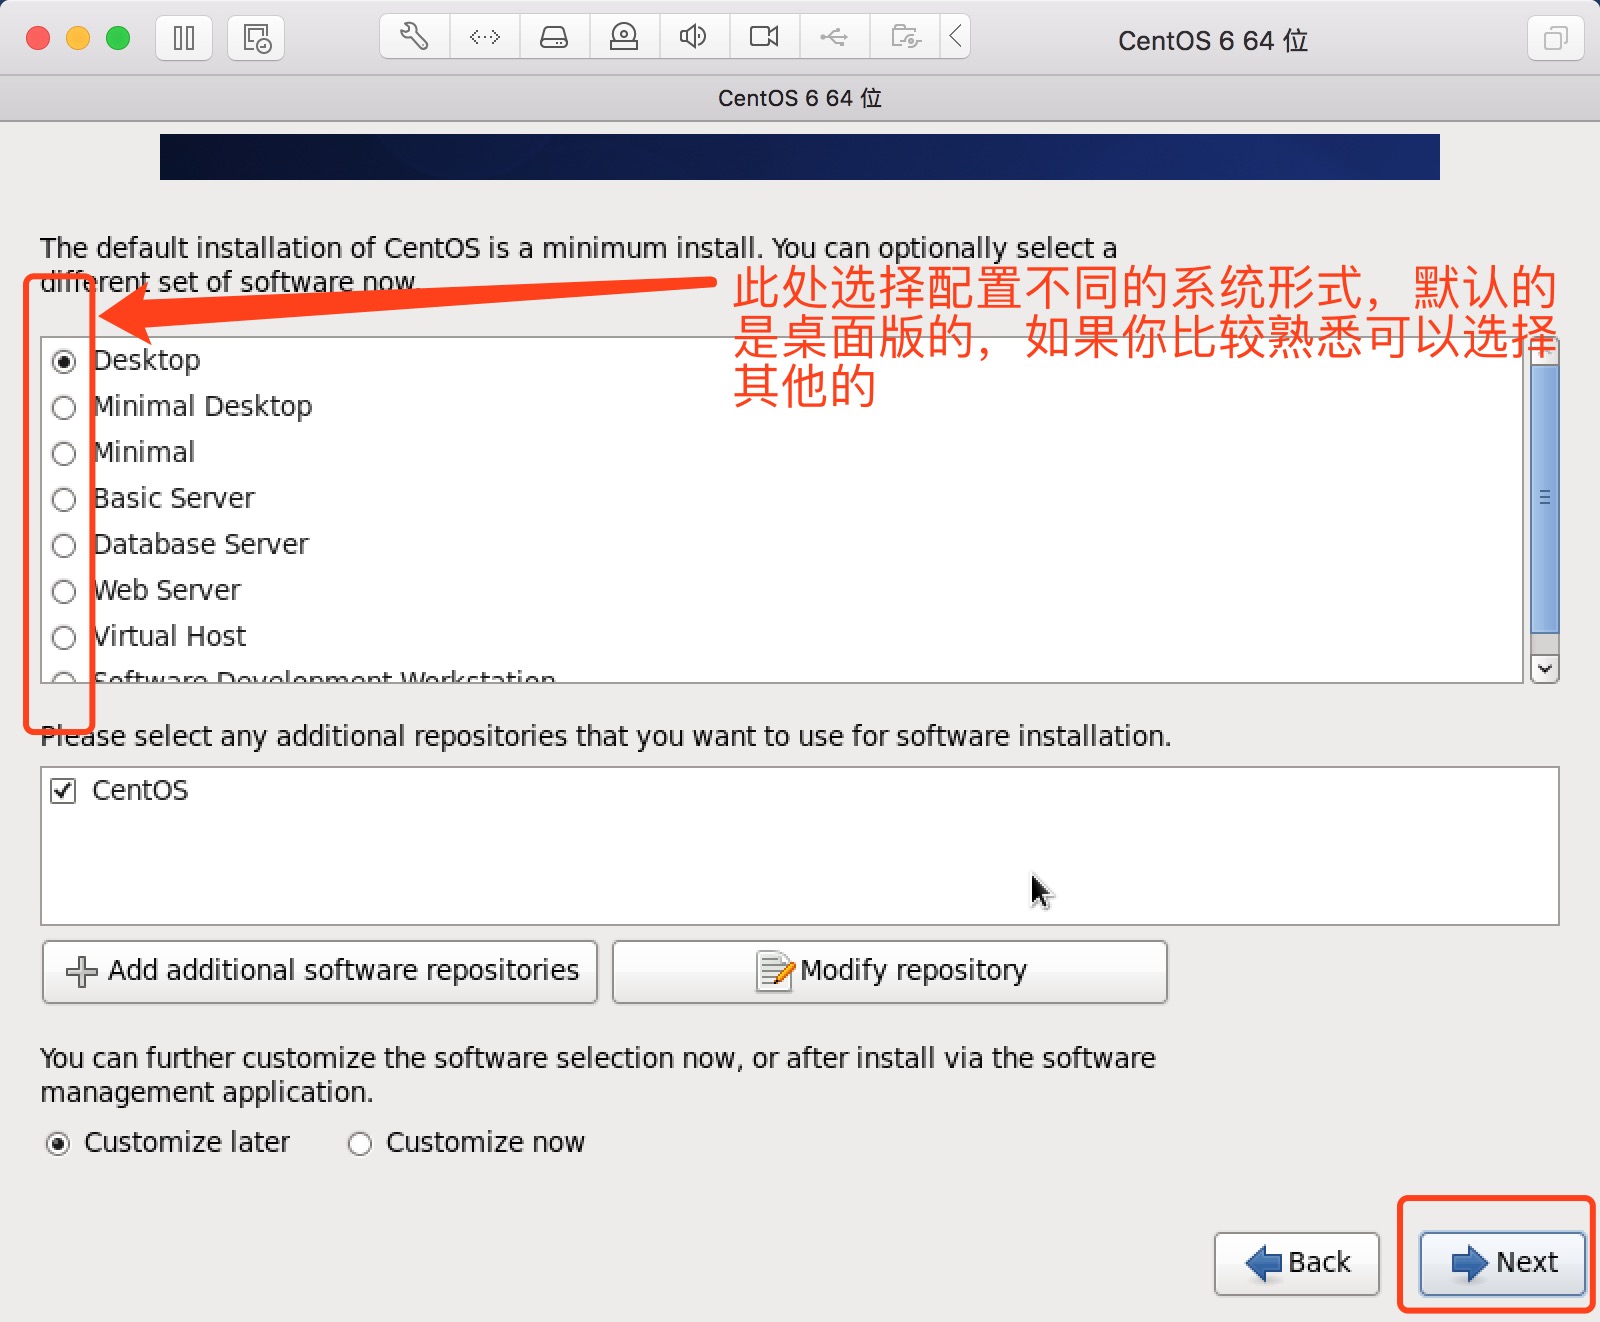 CentOS 6 64 位
CentOS 6 64 位
The default installation of CentOS is a minimum install. You can optionally select a
different set of software now.
此处选择配置不同的系统形式，默认的
是桌面版的，如果你比较熟悉可以选择
其他的
Desktop
Minimal Desktop
Minimal
Basic Server
Database Server
Web Server
Virtual Host
Software Development Workstation
Please select any additional repositories that you want to use for software installation.
CentOS
Add additional software repositories
Modify repository
You can further customize the software selection now, or after install via the software
management application.
Customize later
Customize now
Back
Next